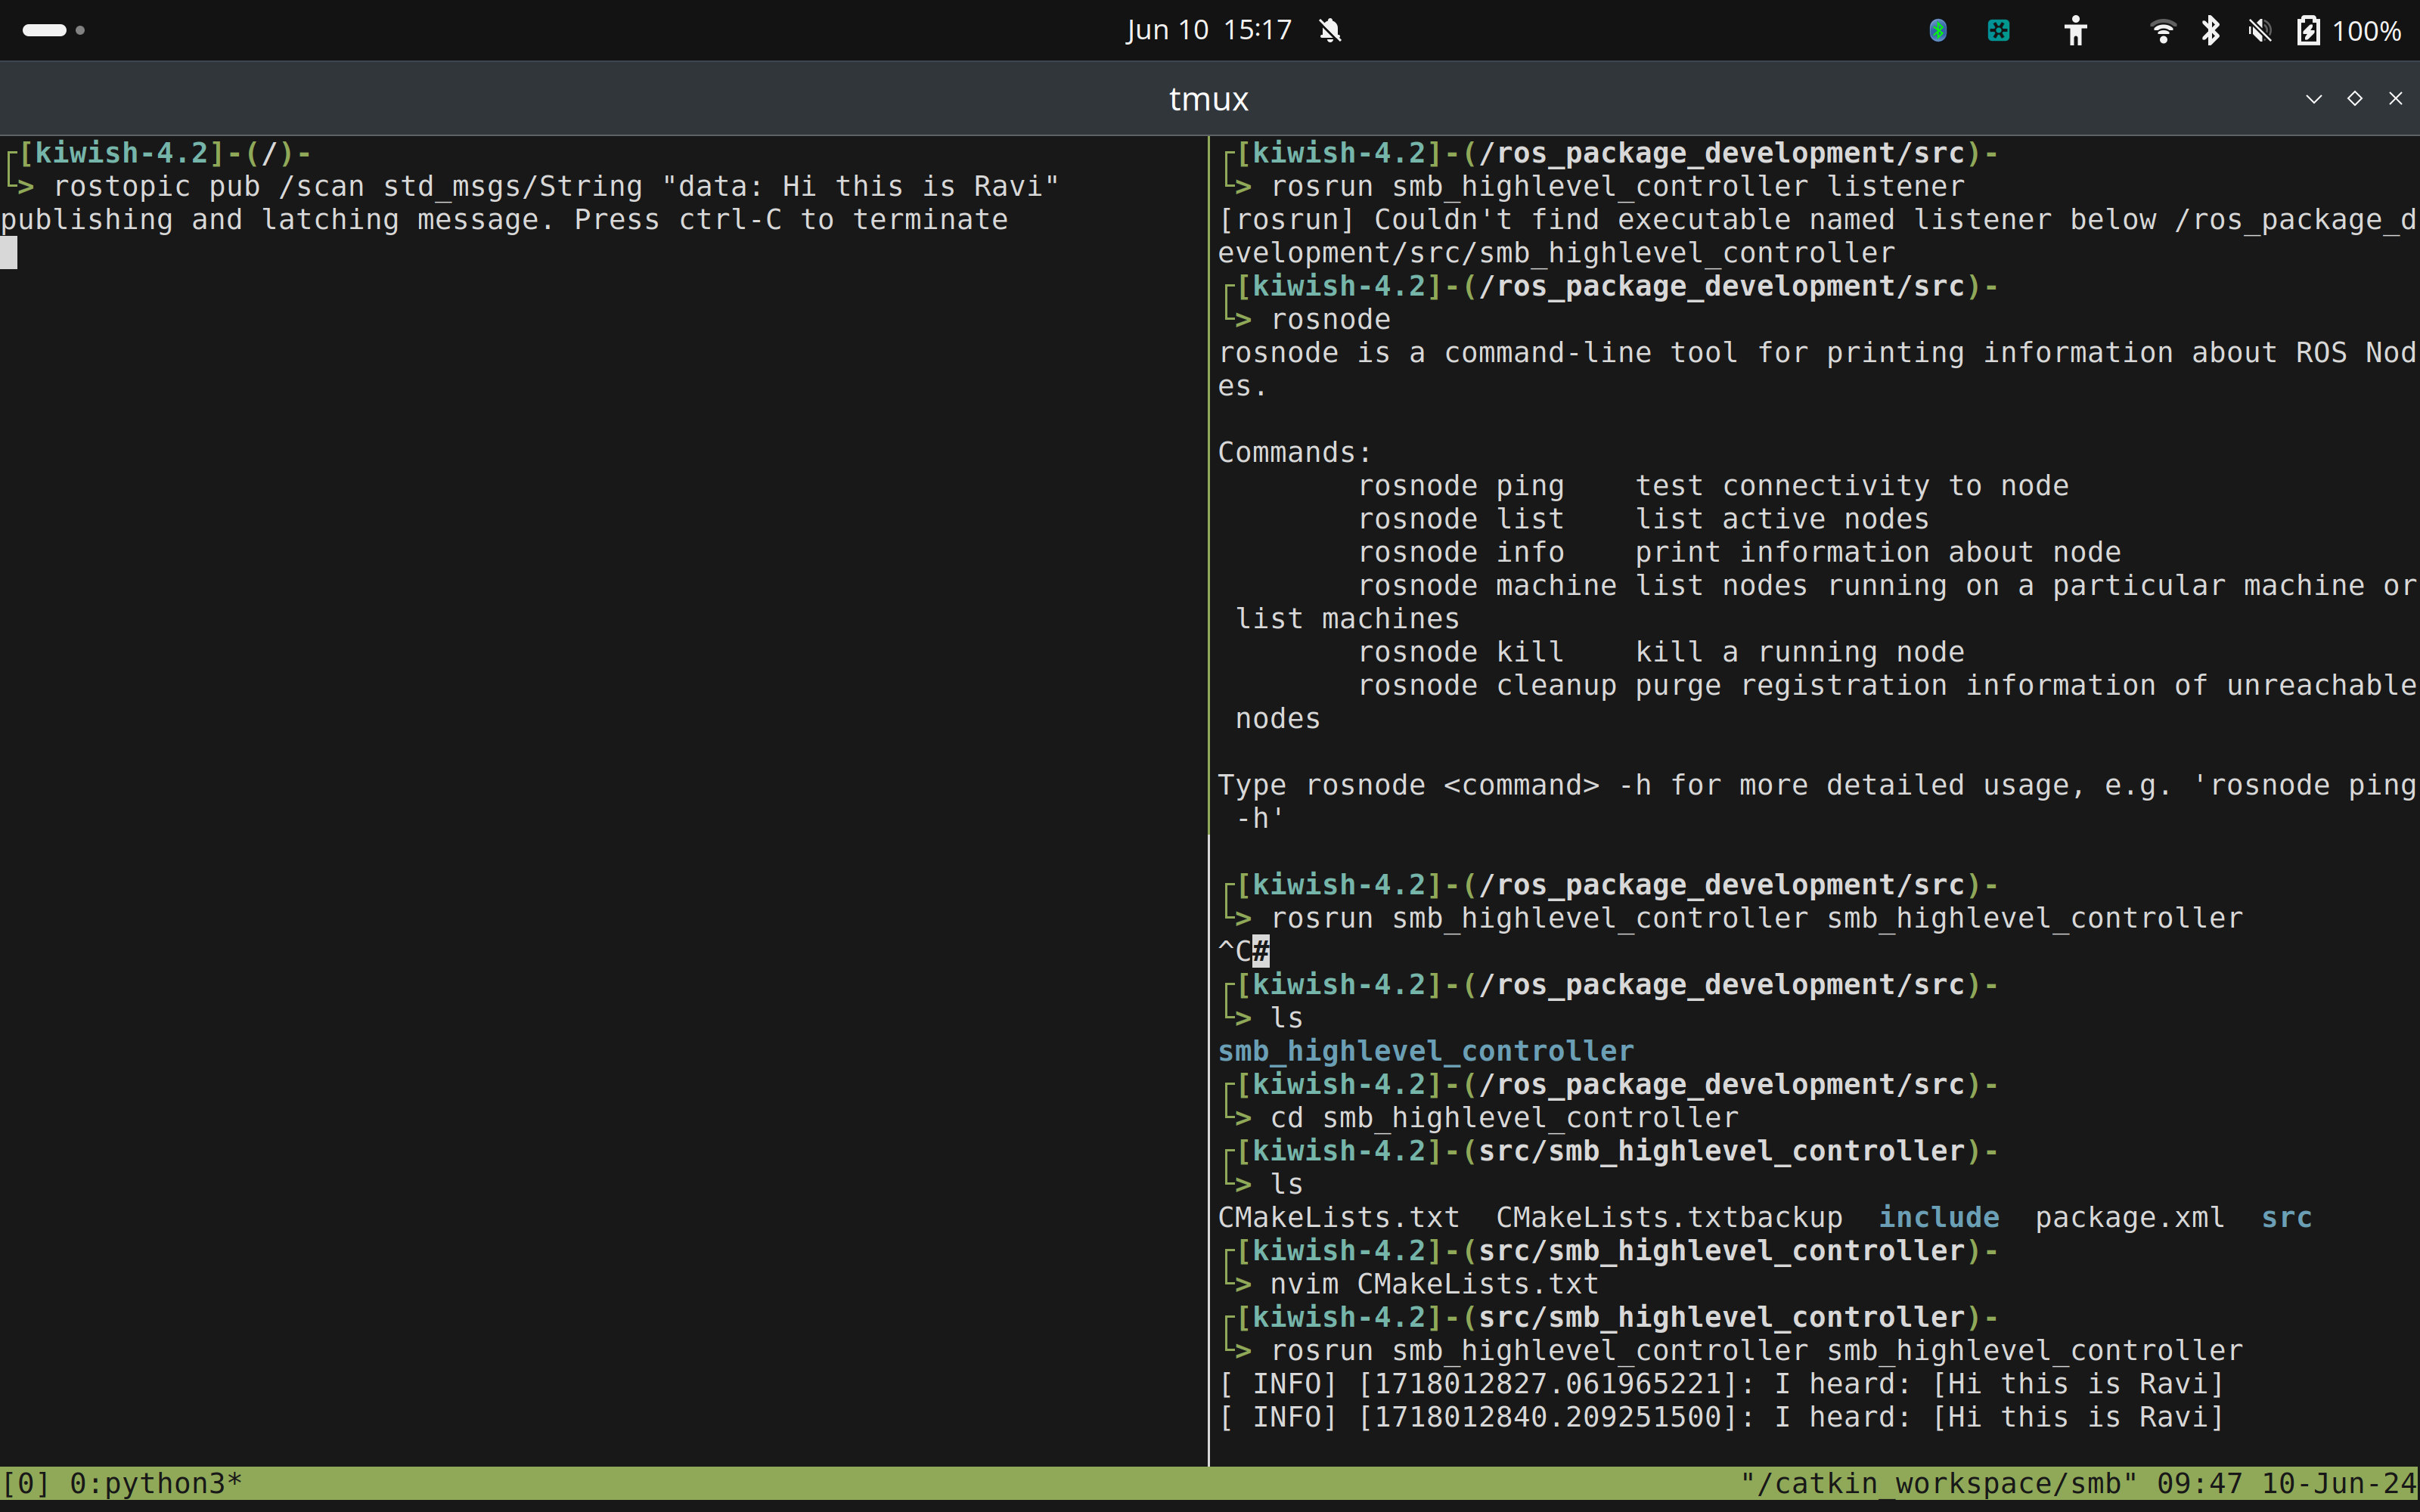 Jun 10 15:17
100%
tmux
[kiwish-4.2]-(/)-
> rostopic pub /scan std_msgs/String "data: Hi this is Ravi"
publishing and latching message. Press ctrl-C to terminate
[kiwish-4.2]-(/ros_package_development/src)-
> rosrun smb_highlevel_controller listener
[rosrun] Couldn't find executable named listener below /ros_package_d
evelopment/src/smb_highlevel_controller
[kiwish-4.2]-(/ros_package_development/src)-
> rosnode
rosnode is a command-line tool for printing information about ROS Nod
es.
Commands:
rosnode ping    test connectivity to node
rosnode list    list active nodes
rosnode info    print information about node
rosnode machine list nodes running on a particular machine or
list machines
rosnode kill    kill a running node
rosnode cleanup purge registration information of unreachable
nodes
Type rosnode <command> -h for more detailed usage, e.g. 'rosnode ping
-h'
[kiwish-4.2]-(/ros_package_development/src)-
> rosrun smb_highlevel_controller smb_highlevel_controller
^C#
[kiwish-4.2]-(/ros_package_development/src)-
> ls
smb_highlevel_controller
[kiwish-4.2]-(/ros_package_development/src)-
> cd smb_highlevel_controller
[kiwish-4.2]-(src/smb_highlevel_controller)-
> ls
CMakeLists.txt  CMakeLists.txtbackup  include  package.xml  src
[kiwish-4.2]-(src/smb_highlevel_controller)-
> nvim CMakeLists.txt
[kiwish-4.2]-(src/smb_highlevel_controller)-
> rosrun smb_highlevel_controller smb_highlevel_controller
[ INFO] [1718012827.061965221]: I heard: [Hi this is Ravi]
[ INFO] [1718012840.209251500]: I heard: [Hi this is Ravi]
[0] 0:python3*
"/catkin_workspace/smb" 09:47 10-Jun-24